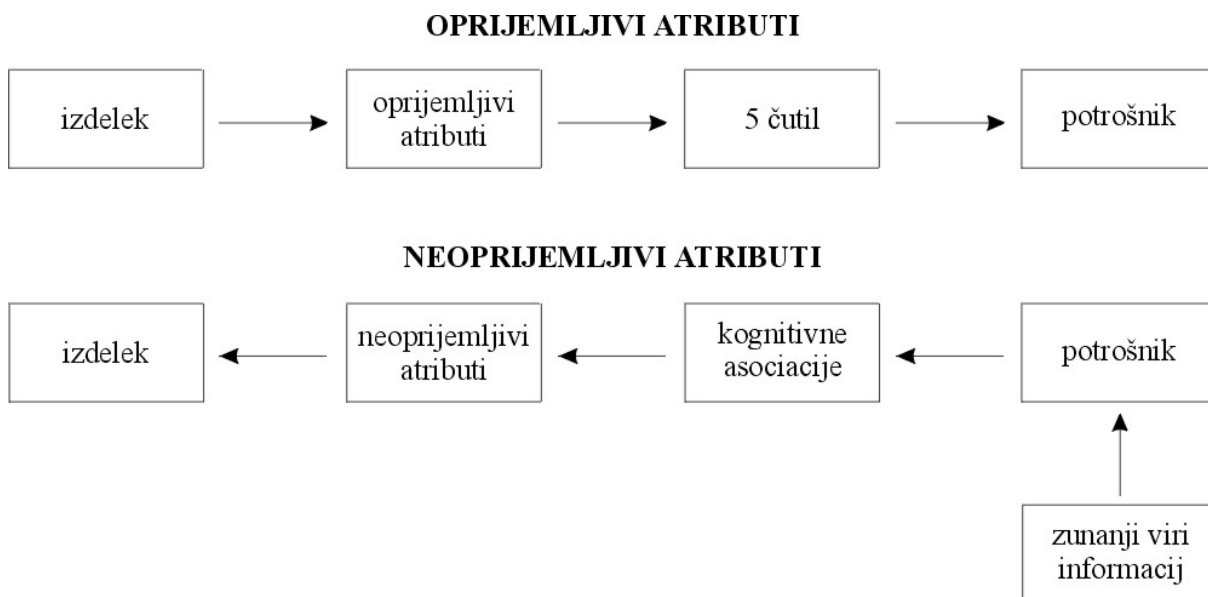 OPRIJEMLJIVI ATRIBUTI
izdelek
oprijemljivi
atributi
5 čutil
potrošnik
NEOPRIJEMLJIVI ATRIBUTI
izdelek
neoprijemljivi
atributi
kognitivne
asociacije
potrošnik
zunanji viri
informacij